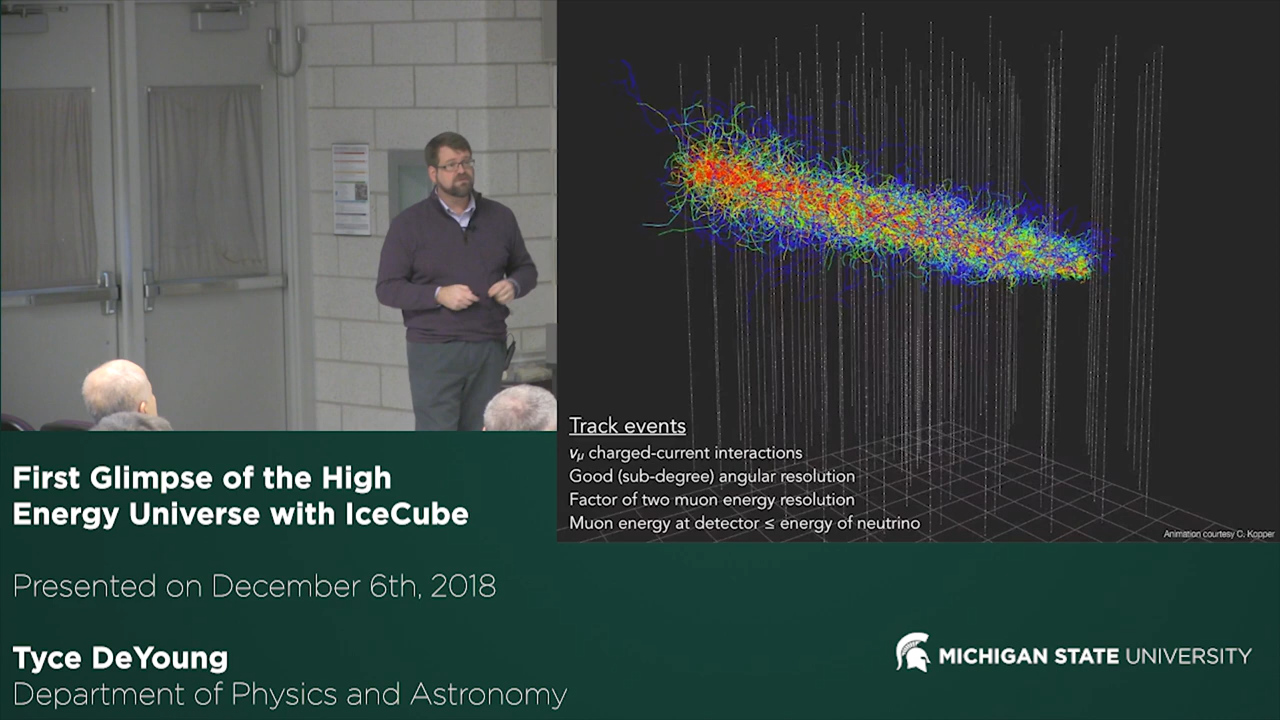 Track events
νμ charged-current interactions
Good (sub-degree) angular resolution
Factor of two muon energy resolution
Muon energy at detector ≤ energy of neutrino
Animation courtesy C. Kopper
First Glimpse of the High
Energy Universe with IceCube
Presented on December 6th, 2018
Tyce DeYoung
Department of Physics and Astronomy
MICHIGAN STATE UNIVERSITY